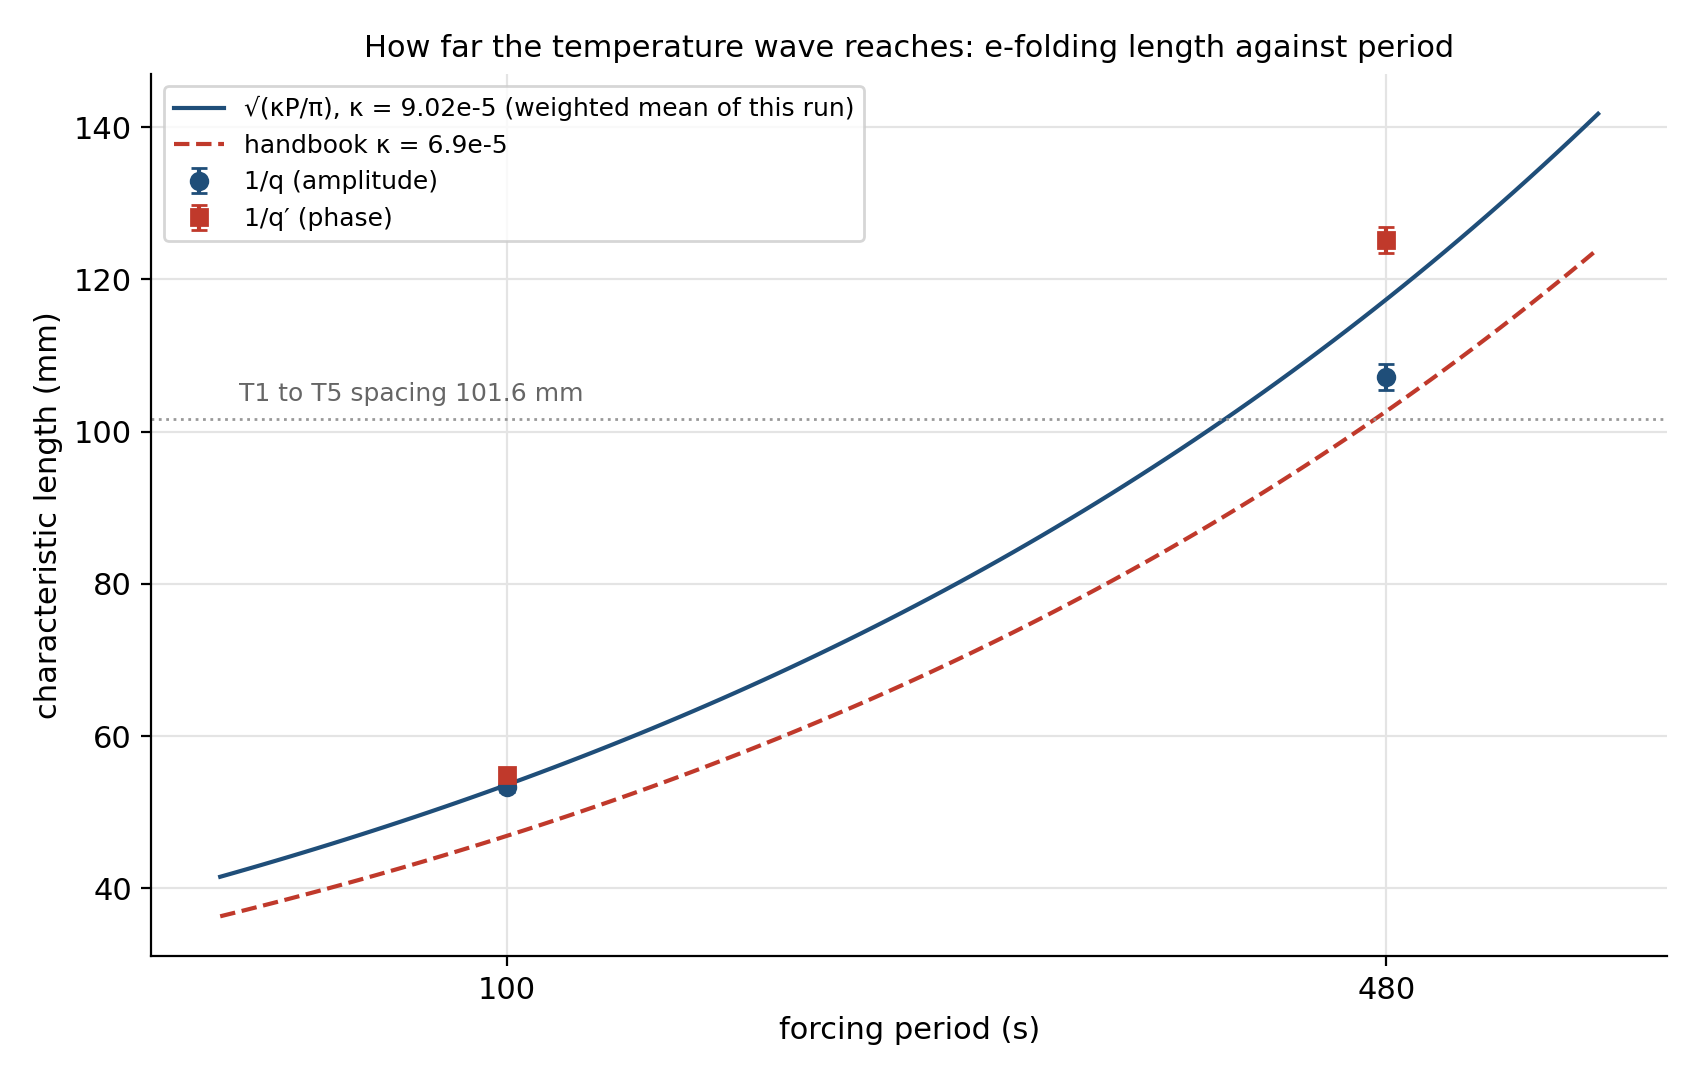 How far the temperature wave reaches: e-folding length against period
√(κP/π), κ = 9.02e-5 (weighted mean of this run)
handbook κ = 6.9e-5
1/q (amplitude)
1/q′ (phase)
140
120
100
80
60
40
characteristic length (mm)
T1 to T5 spacing 101.6 mm
100
480
forcing period (s)